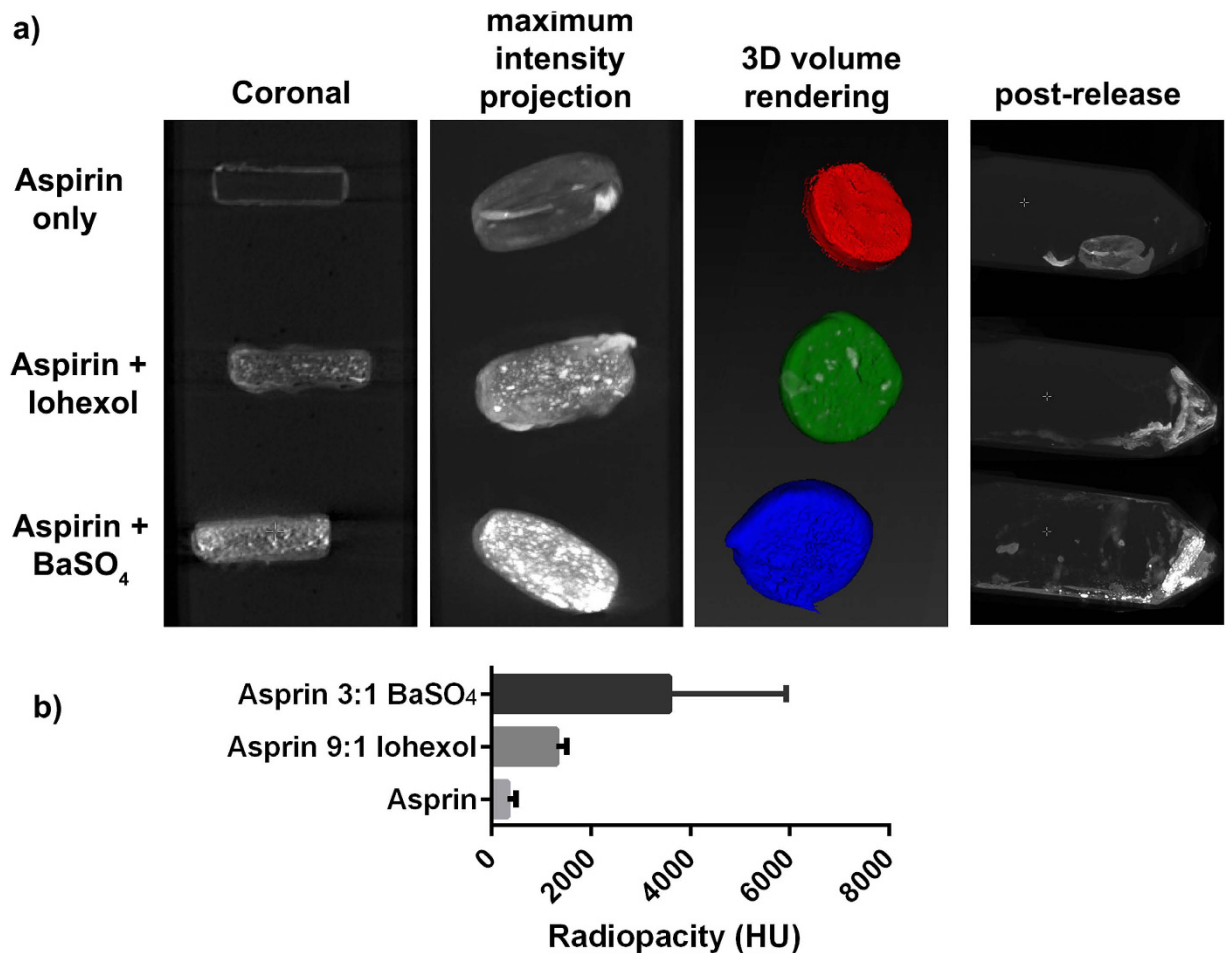 a)
Coronal
maximum
intensity
projection
3D volume
rendering
post-release
Aspirin
only
Aspirin +
Iohexol
Aspirin +
BaSO₄
b)
Asprin 3:1 BaSO₄
Asprin 9:1 Iohexol
Asprin
0 2000 4000 6000 8000
Radiopacity (HU)